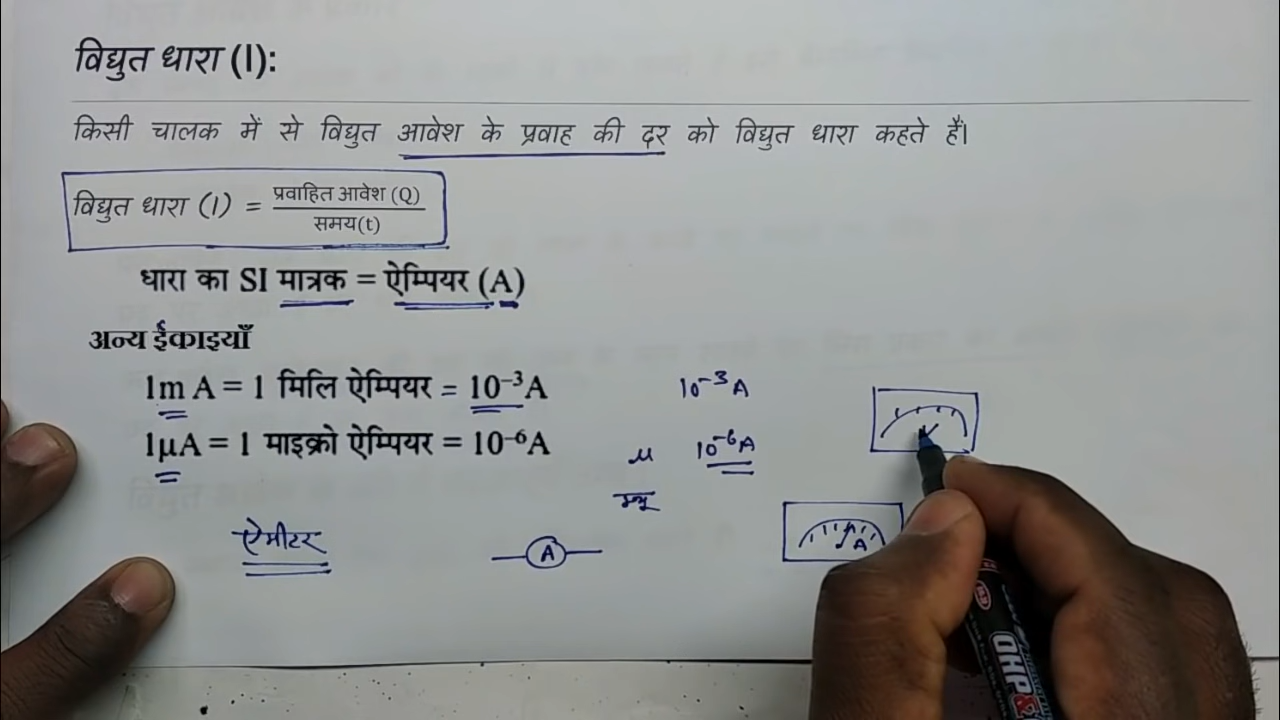 विद्युत धारा (I):
किसी चालक में से विद्युत आवेश के प्रवाह की दर को विद्युत धारा कहते हैं।
विद्युत धारा (I) = प्रवाहित आवेश (Q)
समय(t)
धारा का SI मात्रक = ऐम्पियर (A)
अन्य ईकाइयाँ
1m A = 1 मिलि ऐम्पियर = 10⁻³A
10⁻³A
1μA = 1 माइक्रो ऐम्पियर = 10⁻⁶A
μ 10⁻⁶A
म्यू
ऐमीटर
A
A
OHP